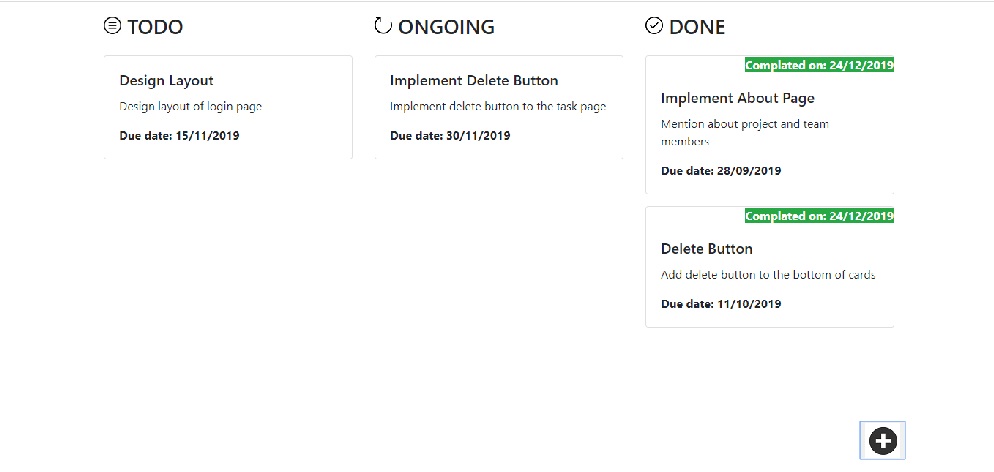 TODO
Design Layout
Design layout of login page
Due date: 15/11/2019
ONGOING
Implement Delete Button
Implement delete button to the task page
Due date: 30/11/2019
DONE
Complated on: 24/12/2019
Implement About Page
Mention about project and team
members
Due date: 28/09/2019
Complated on: 24/12/2019
Delete Button
Add delete button to the bottom of cards
Due date: 11/10/2019